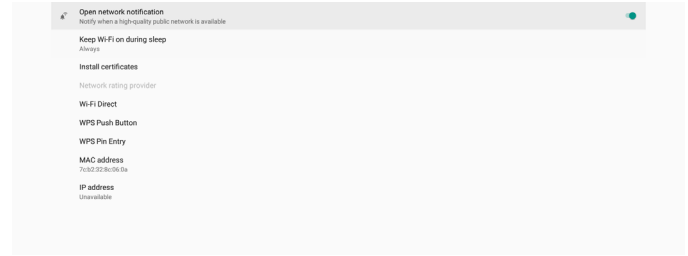 Open network notification
Notify when a high-quality public network is available
Keep Wi-Fi on during sleep
Always
Install certificates
Network rating provider
Wi-Fi Direct
WPS Push Button
WPS Pin Entry
MAC address
7c:b2:32:8c:06:0a
IP address
Unavailable